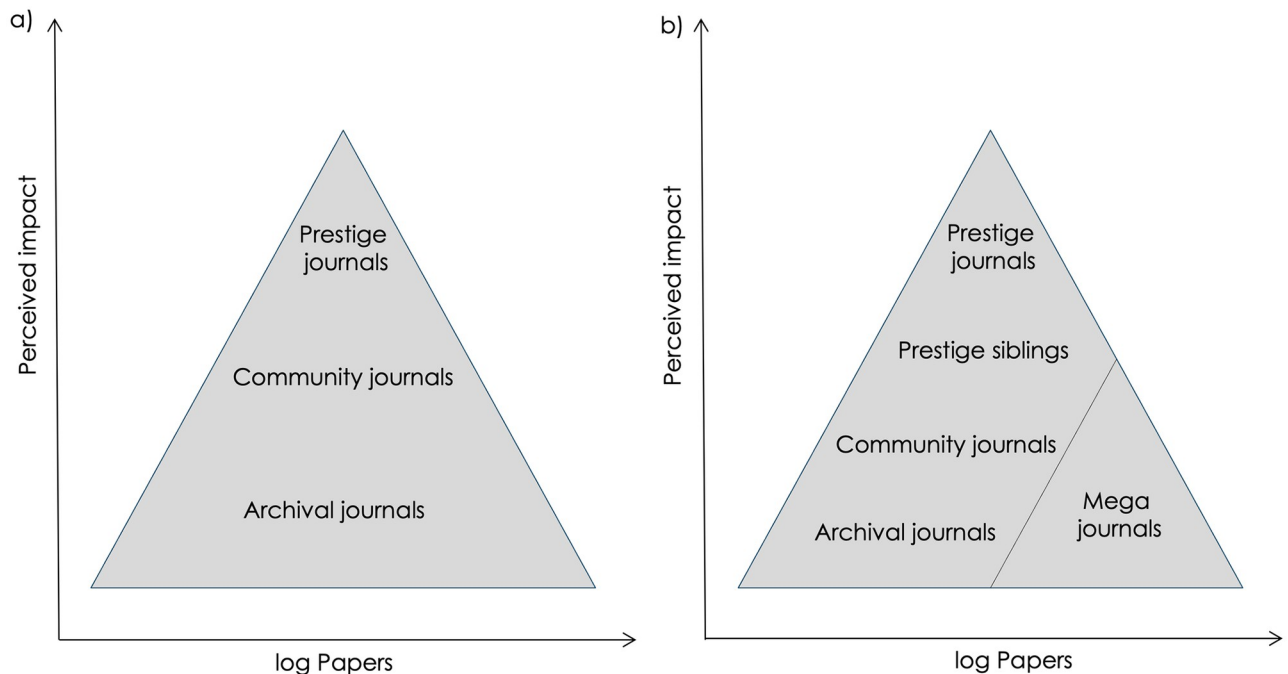 a)
Perceived impact
Prestige
journals
Community journals
Archival journals
log Papers
b)
Perceived impact
Prestige
journals
Prestige siblings
Community journals
Archival journals
Mega
journals
log Papers